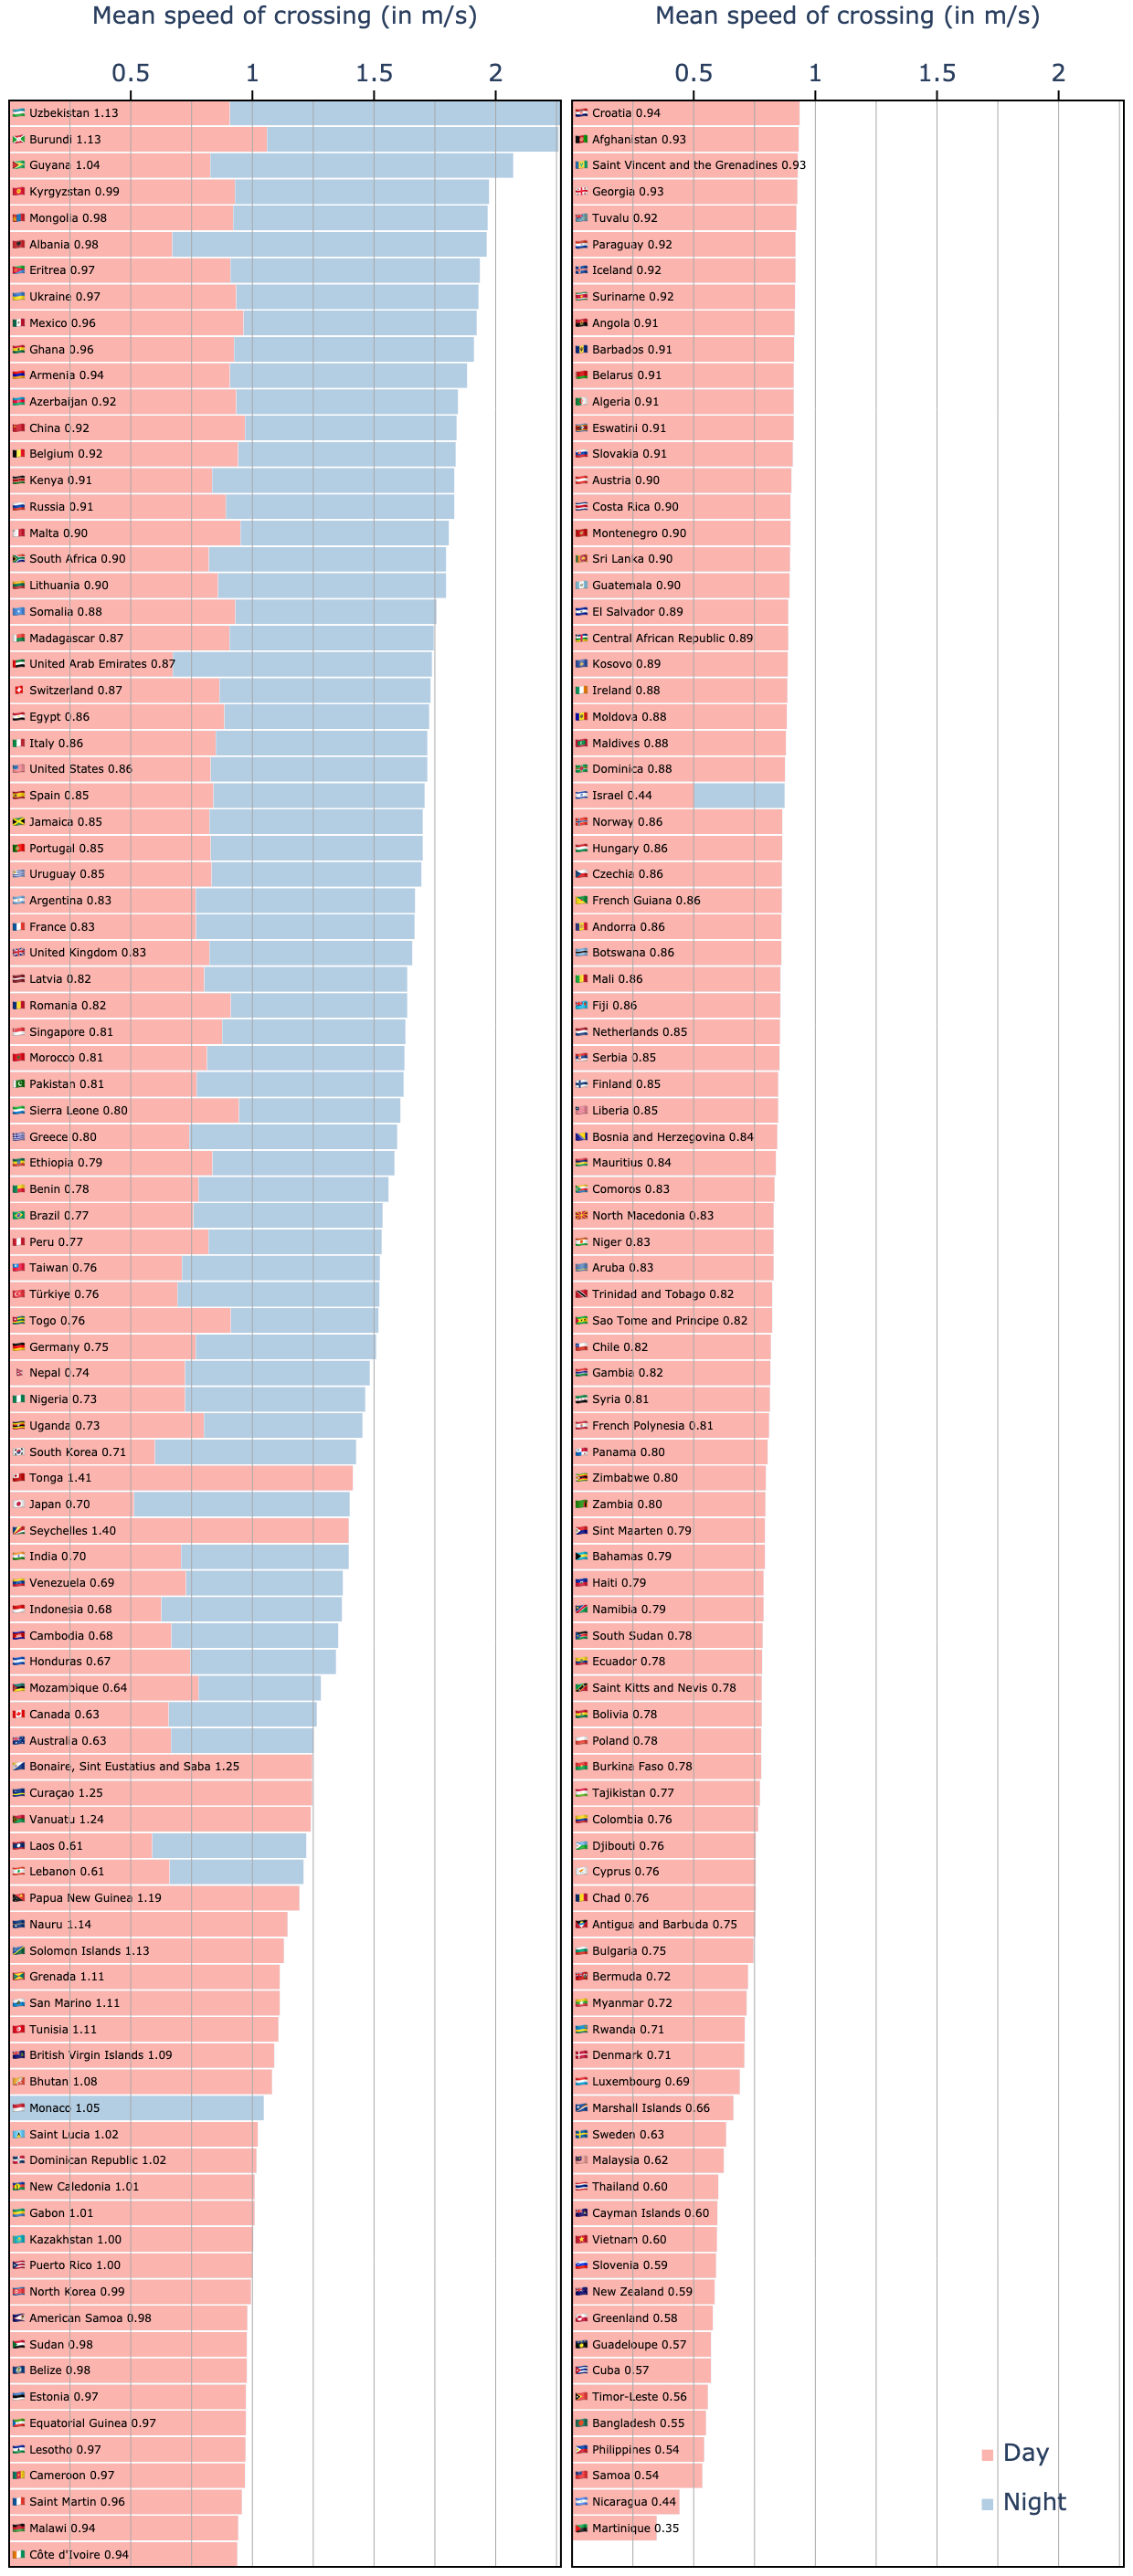 Mean speed of crossing (in m/s)
0.5 1 1.5 2
Uzbekistan 1.13
Burundi 1.13
Guyana 1.04
Kyrgyzstan 0.99
Mongolia 0.98
Albania 0.98
Eritrea 0.97
Ukraine 0.97
Mexico 0.96
Ghana 0.96
Armenia 0.94
Azerbaijan 0.92
China 0.92
Belgium 0.92
Kenya 0.91
Russia 0.91
Malta 0.90
South Africa 0.90
Lithuania 0.90
Somalia 0.88
Madagascar 0.87
United Arab Emirates 0.87
Switzerland 0.87
Egypt 0.86
Italy 0.86
United States 0.86
Spain 0.85
Jamaica 0.85
Portugal 0.85
Uruguay 0.85
Argentina 0.83
France 0.83
United Kingdom 0.83
Latvia 0.82
Romania 0.82
Singapore 0.81
Morocco 0.81
Pakistan 0.81
Sierra Leone 0.80
Greece 0.80
Ethiopia 0.79
Benin 0.78
Brazil 0.77
Peru 0.77
Taiwan 0.76
Türkiye 0.76
Togo 0.76
Germany 0.75
Nepal 0.74
Nigeria 0.73
Uganda 0.73
South Korea 0.71
Tonga 1.41
Japan 0.70
Seychelles 1.40
India 0.70
Venezuela 0.69
Indonesia 0.68
Cambodia 0.68
Honduras 0.67
Mozambique 0.64
Canada 0.63
Australia 0.63
Bonaire, Sint Eustatius and Saba 1.25
Curaçao 1.25
Vanuatu 1.24
Laos 0.61
Lebanon 0.61
Papua New Guinea 1.19
Nauru 1.14
Solomon Islands 1.13
Grenada 1.11
San Marino 1.11
Tunisia 1.11
British Virgin Islands 1.09
Bhutan 1.08
Monaco 1.05
Saint Lucia 1.02
Dominican Republic 1.02
New Caledonia 1.01
Gabon 1.01
Kazakhstan 1.00
Puerto Rico 1.00
North Korea 0.99
American Samoa 0.98
Sudan 0.98
Belize 0.98
Estonia 0.97
Equatorial Guinea 0.97
Lesotho 0.97
Cameroon 0.97
Saint Martin 0.96
Malawi 0.94
Côte d'Ivoire 0.94
Mean speed of crossing (in m/s)
0.5 1 1.5 2
Croatia 0.94
Afghanistan 0.93
Saint Vincent and the Grenadines 0.93
Georgia 0.93
Tuvalu 0.92
Paraguay 0.92
Iceland 0.92
Suriname 0.92
Angola 0.91
Barbados 0.91
Belarus 0.91
Algeria 0.91
Eswatini 0.91
Slovakia 0.91
Austria 0.90
Costa Rica 0.90
Montenegro 0.90
Sri Lanka 0.90
Guatemala 0.90
El Salvador 0.89
Central African Republic 0.89
Kosovo 0.89
Ireland 0.88
Moldova 0.88
Maldives 0.88
Dominica 0.88
Israel 0.44
Norway 0.86
Hungary 0.86
Czechia 0.86
French Guiana 0.86
Andorra 0.86
Botswana 0.86
Mali 0.86
Fiji 0.86
Netherlands 0.85
Serbia 0.85
Finland 0.85
Liberia 0.85
Bosnia and Herzegovina 0.84
Mauritius 0.84
Comoros 0.83
North Macedonia 0.83
Niger 0.83
Aruba 0.83
Trinidad and Tobago 0.82
Sao Tome and Principe 0.82
Chile 0.82
Gambia 0.82
Syria 0.81
French Polynesia 0.81
Panama 0.80
Zimbabwe 0.80
Zambia 0.80
Sint Maarten 0.79
Bahamas 0.79
Haiti 0.79
Namibia 0.79
South Sudan 0.78
Ecuador 0.78
Saint Kitts and Nevis 0.78
Bolivia 0.78
Poland 0.78
Burkina Faso 0.78
Tajikistan 0.77
Colombia 0.76
Djibouti 0.76
Cyprus 0.76
Chad 0.76
Antigua and Barbuda 0.75
Bulgaria 0.75
Bermuda 0.72
Myanmar 0.72
Rwanda 0.71
Denmark 0.71
Luxembourg 0.69
Marshall Islands 0.66
Sweden 0.63
Malaysia 0.62
Thailand 0.60
Cayman Islands 0.60
Vietnam 0.60
Slovenia 0.59
New Zealand 0.59
Greenland 0.58
Guadeloupe 0.57
Cuba 0.57
Timor-Leste 0.56
Bangladesh 0.55
Philippines 0.54
Samoa 0.54
Nicaragua 0.44
Martinique 0.35
Day
Night